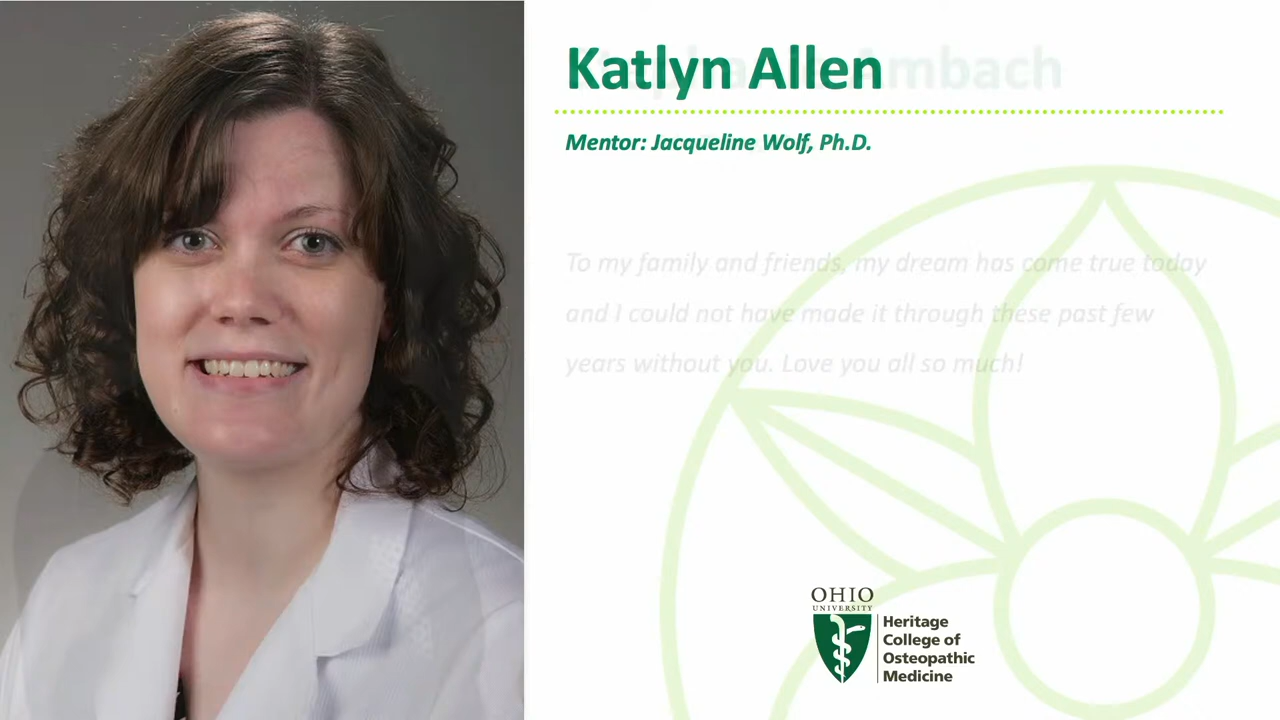 Katlyn Allen
Mentor: Jacqueline Wolf, Ph.D.
To my family and friends, my dream has come true today
and I could not have made it through these past few
years without you. Love you all so much!
OHIO
UNIVERSITY
Heritage
College of
Osteopathic
Medicine